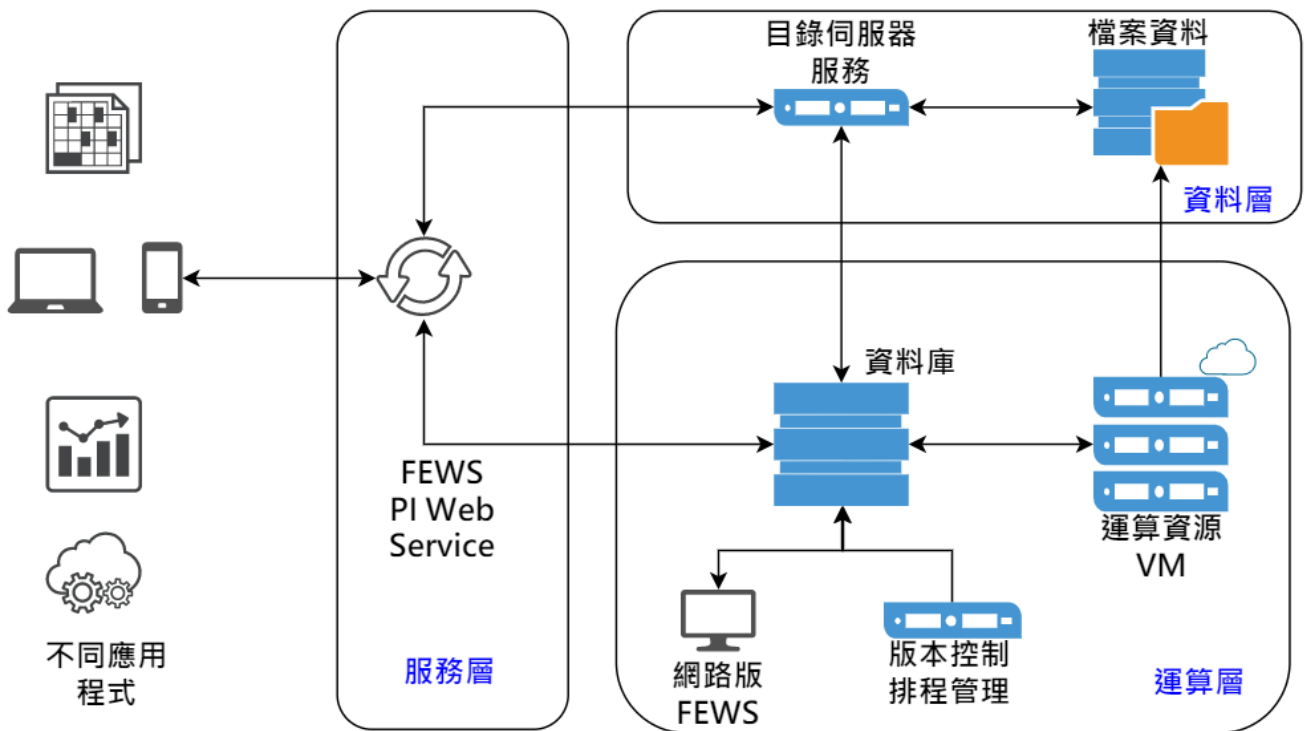 目錄伺服器
服務
檔案資料
資料層
資料庫
FEWS
PI Web
Service
運算資源
VM
不同應用
程式
服務層
網路版
FEWS
版本控制
排程管理
運算層